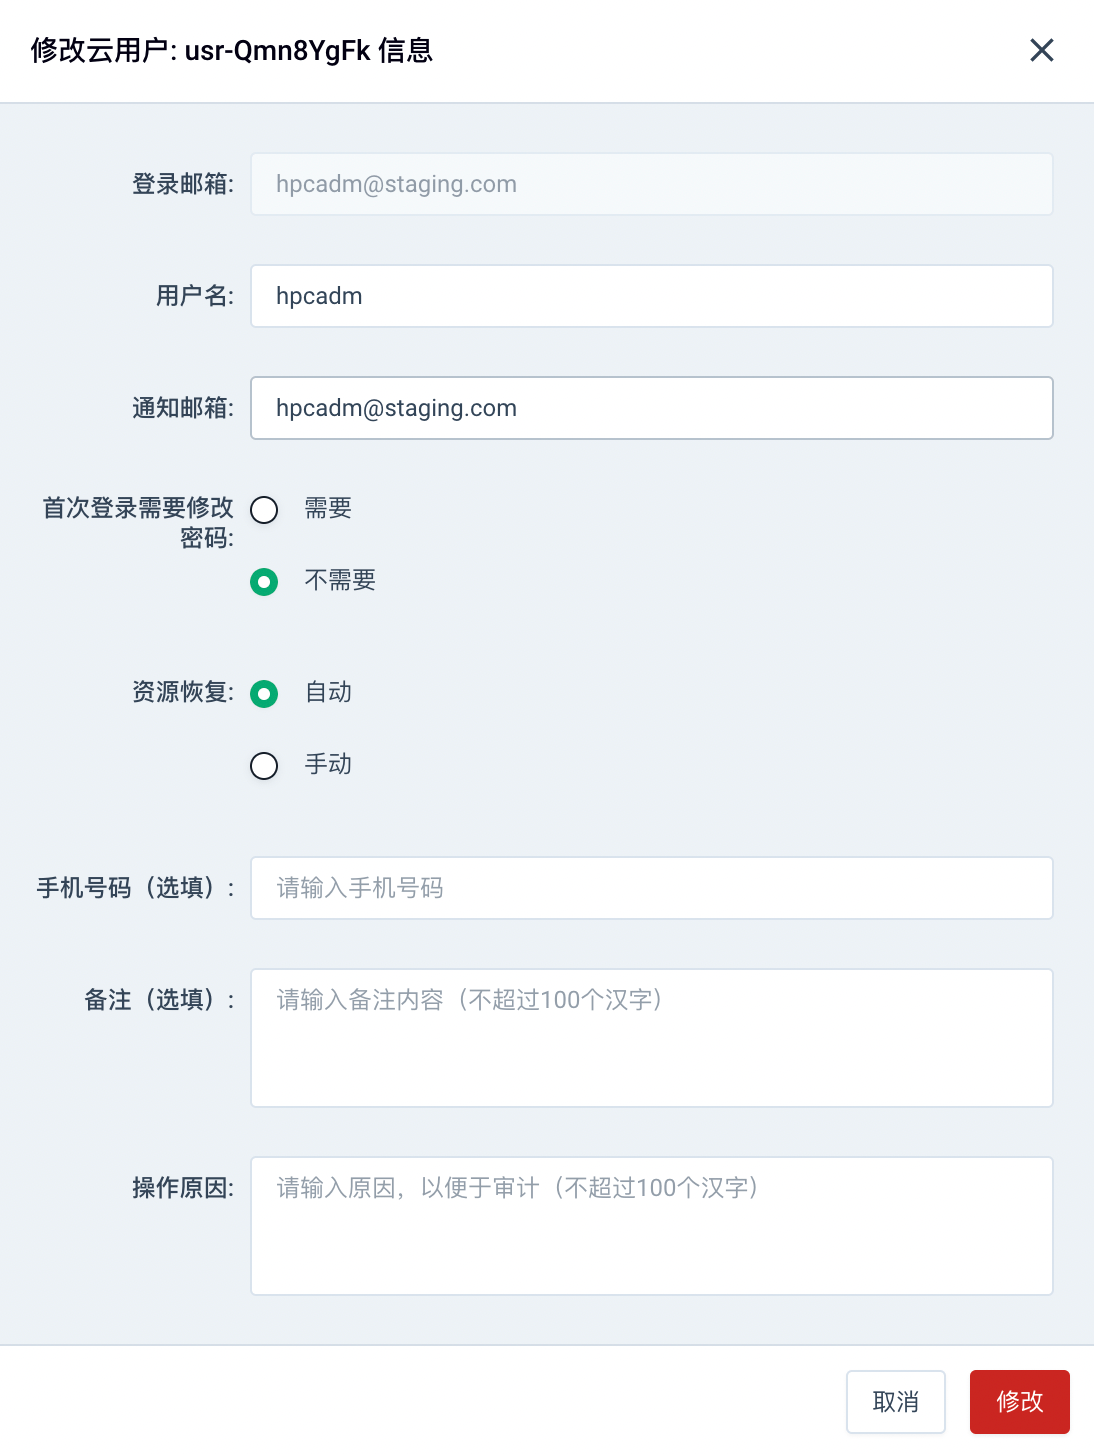 修改云用户: usr-Qmn8YgFk 信息
登录邮箱: hpcadm@staging.com
用户名: hpcadm
通知邮箱: hpcadm@staging.com
首次登录需要修改 需要
密码:
不需要
资源恢复: 自动
手动
手机号码（选填）: 请输入手机号码
备注（选填）: 请输入备注内容（不超过100个汉字）
操作原因: 请输入原因，以便于审计（不超过100个汉字）
取消 修改